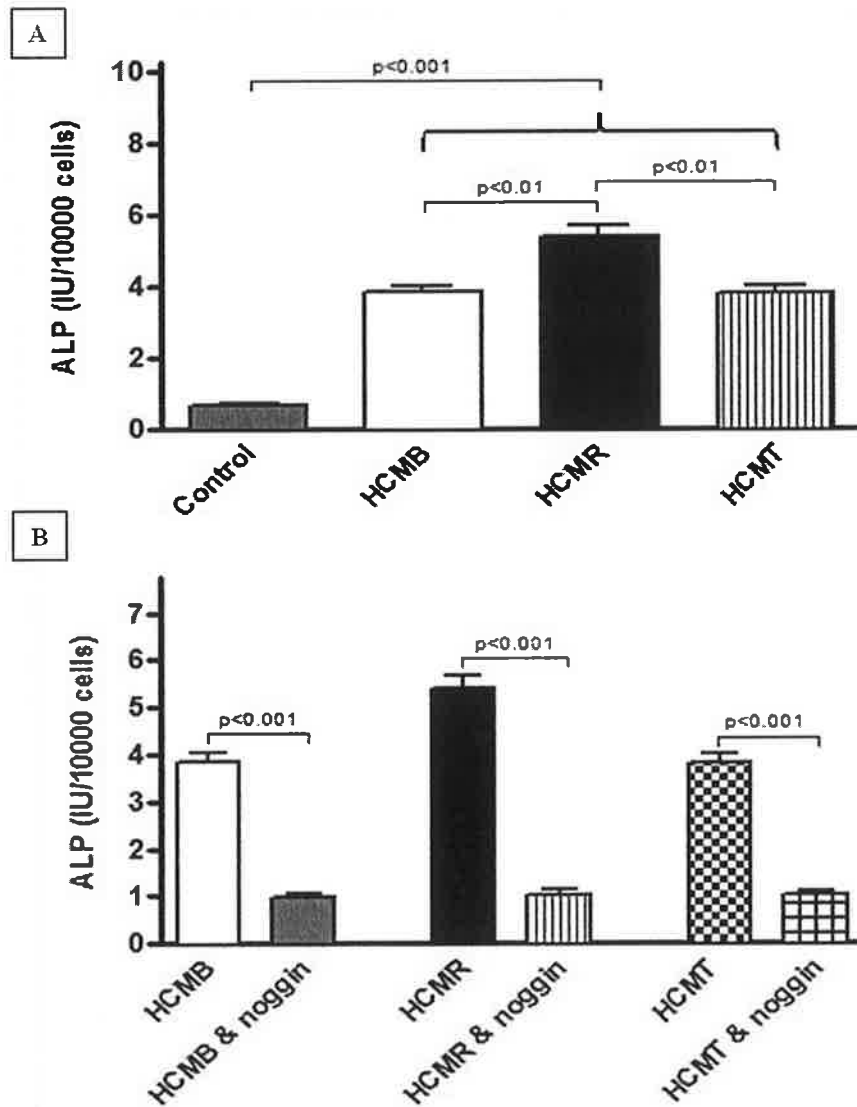 A
ALP (IU/10000 cells)
10
8
6
4
2
0
p<0.001
p<0.01
p<0.01
Control
HCMB
HCMR
HCMT
B
ALP (IU/10000 cells)
7
6
5
4
3
2
1
0
p<0.001
p<0.001
p<0.001
HCMB
HCMB & noggin
HCMR
HCMR & noggin
HCMT
HCMT & noggin